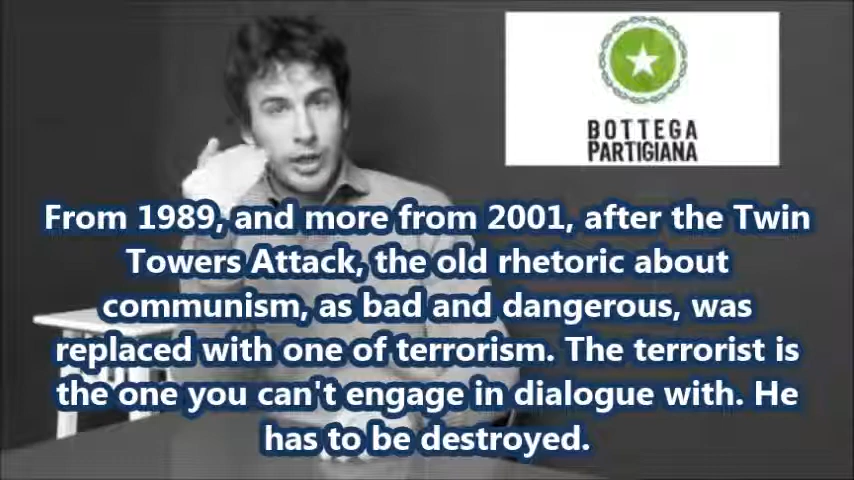 BOTTEGA
PARTIGIANA
From 1989, and more from 2001, after the Twin
Towers Attack, the old rhetoric about
communism, as bad and dangerous, was
replaced with one of terrorism. The terrorist is
the one you can't engage in dialogue with. He
has to be destroyed.